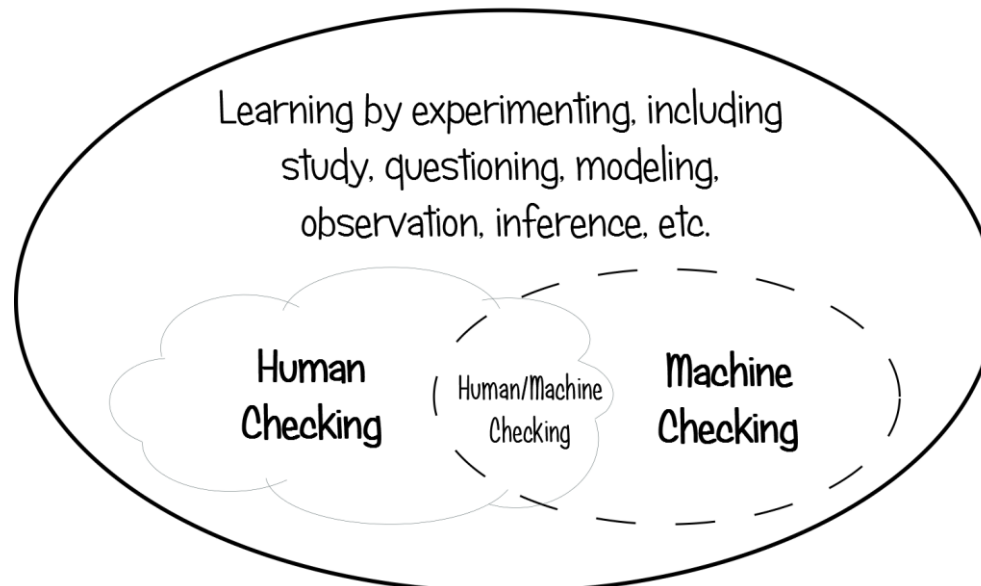 Learning by experimenting, including
study, questioning, modeling,
observation, inference, etc.
Human
Checking
Human/Machine
Checking
Machine
Checking